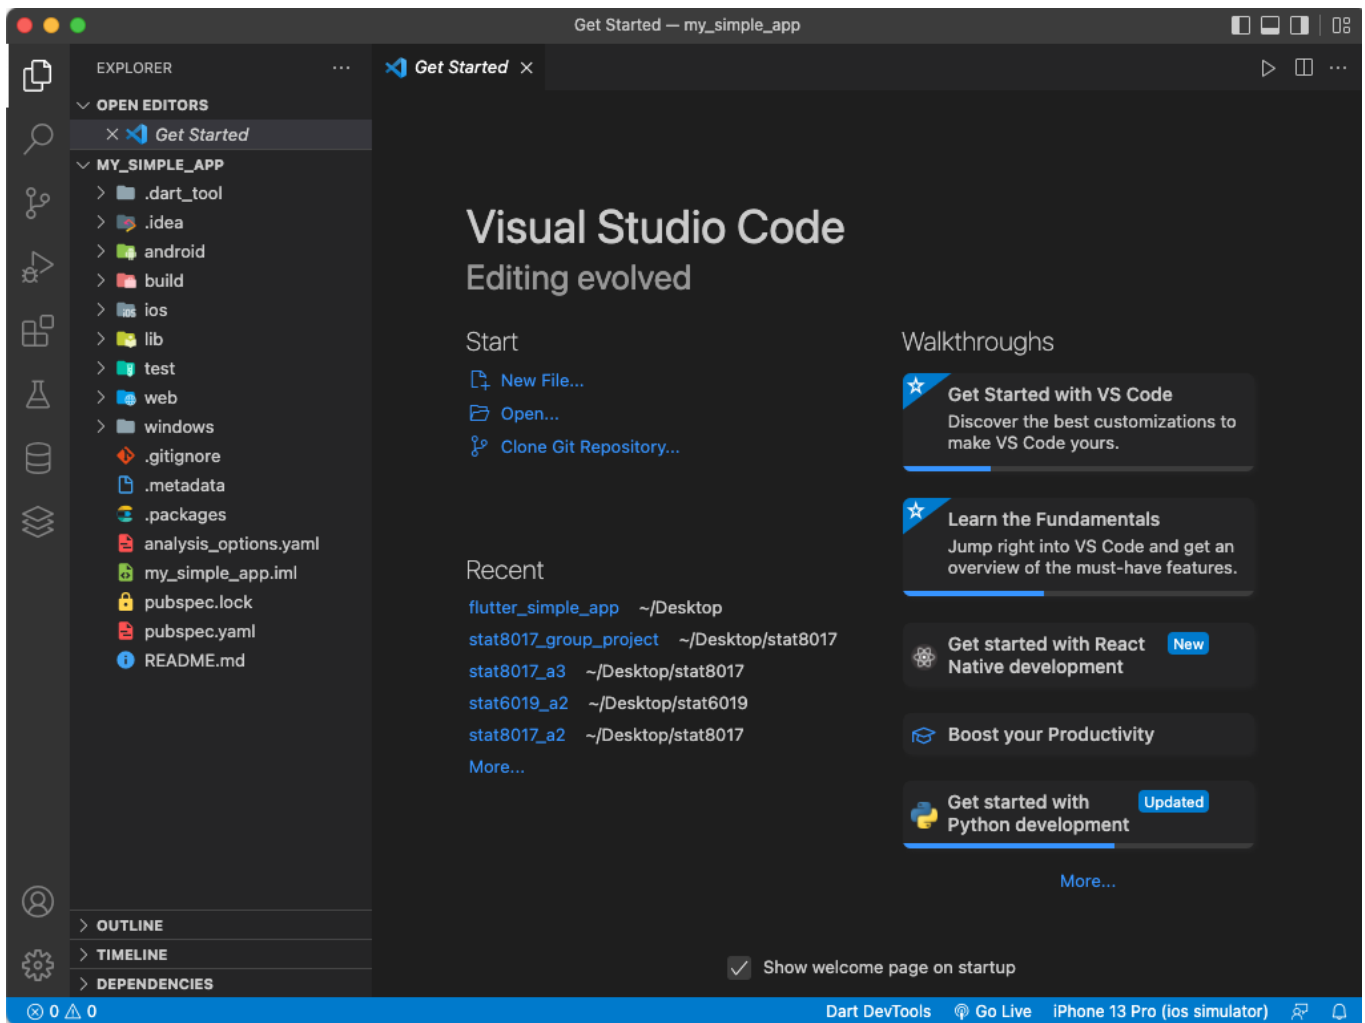 Get Started — my_simple_app
EXPLORER
Get Started
OPEN EDITORS
Get Started
MY_SIMPLE_APP
.dart_tool
.idea
android
build
ios
lib
test
web
windows
.gitignore
.metadata
.packages
analysis_options.yaml
my_simple_app.iml
pubspec.lock
pubspec.yaml
README.md
OUTLINE
TIMELINE
DEPENDENCIES
Visual Studio Code
Editing evolved
Start
New File...
Open...
Clone Git Repository...
Recent
flutter_simple_app ~/Desktop
stat8017_group_project ~/Desktop/stat8017
stat8017_a3 ~/Desktop/stat8017
stat6019_a2 ~/Desktop/stat6019
stat8017_a2 ~/Desktop/stat8017
More...
Walkthroughs
Get Started with VS Code
Discover the best customizations to
make VS Code yours.
Learn the Fundamentals
Jump right into VS Code and get an
overview of the must-have features.
Get started with React New
Native development
Boost your Productivity
Get started with Updated
Python development
More...
Show welcome page on startup
0 0 Dart DevTools Go Live iPhone 13 Pro (ios simulator)